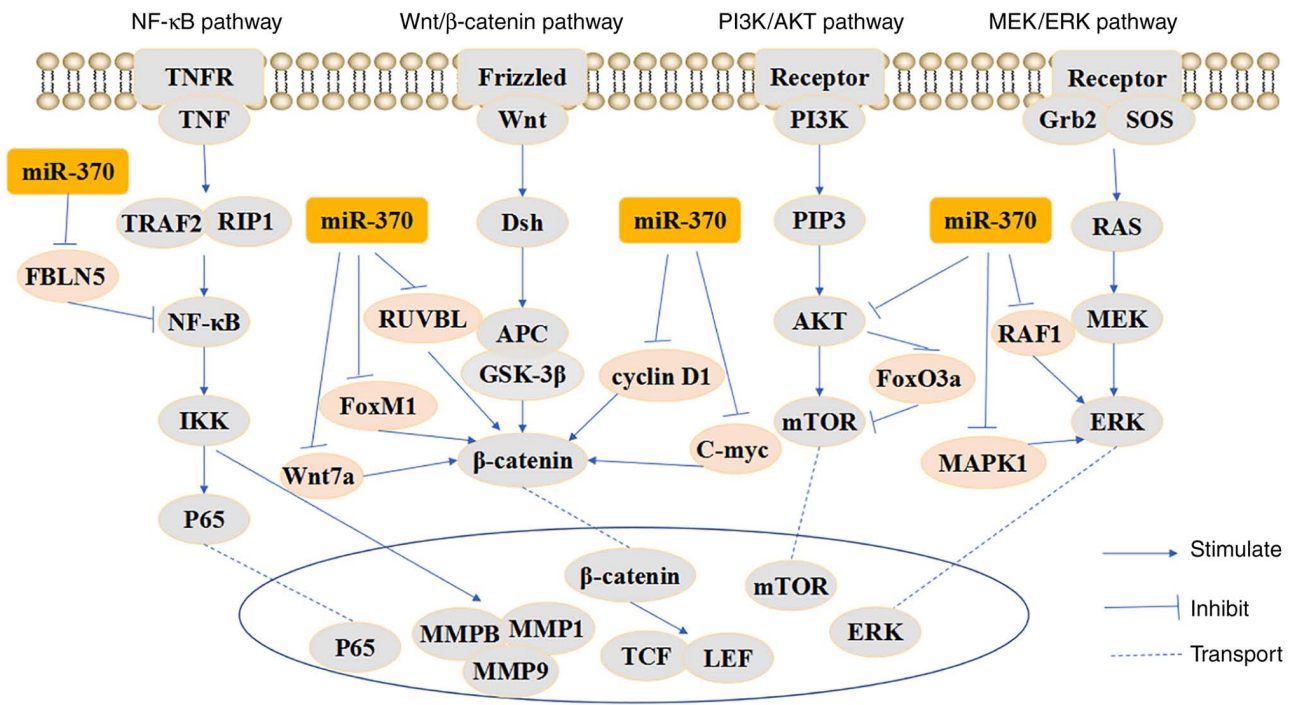 NF-κB pathway
Wnt/β-catenin pathway
PI3K/AKT pathway
MEK/ERK pathway
TNFR
Frizzled
Receptor
Receptor
TNF
Wnt
PI3K
Grb2
SOS
miR-370
TRAF2
RIP1
miR-370
Dsh
miR-370
PIP3
miR-370
RAS
FBLN5
NF-κB
RUVBL
APC
AKT
RAF1
MEK
GSK-3β
cyclin D1
FoxO3a
IKK
FoxM1
mTOR
ERK
C-myc
Wnt7a
β-catenin
MAPK1
P65
Stimulate
β-catenin
mTOR
Inhibit
MMPB
MMP1
ERK
P65
TCF
LEF
Transport
MMP9